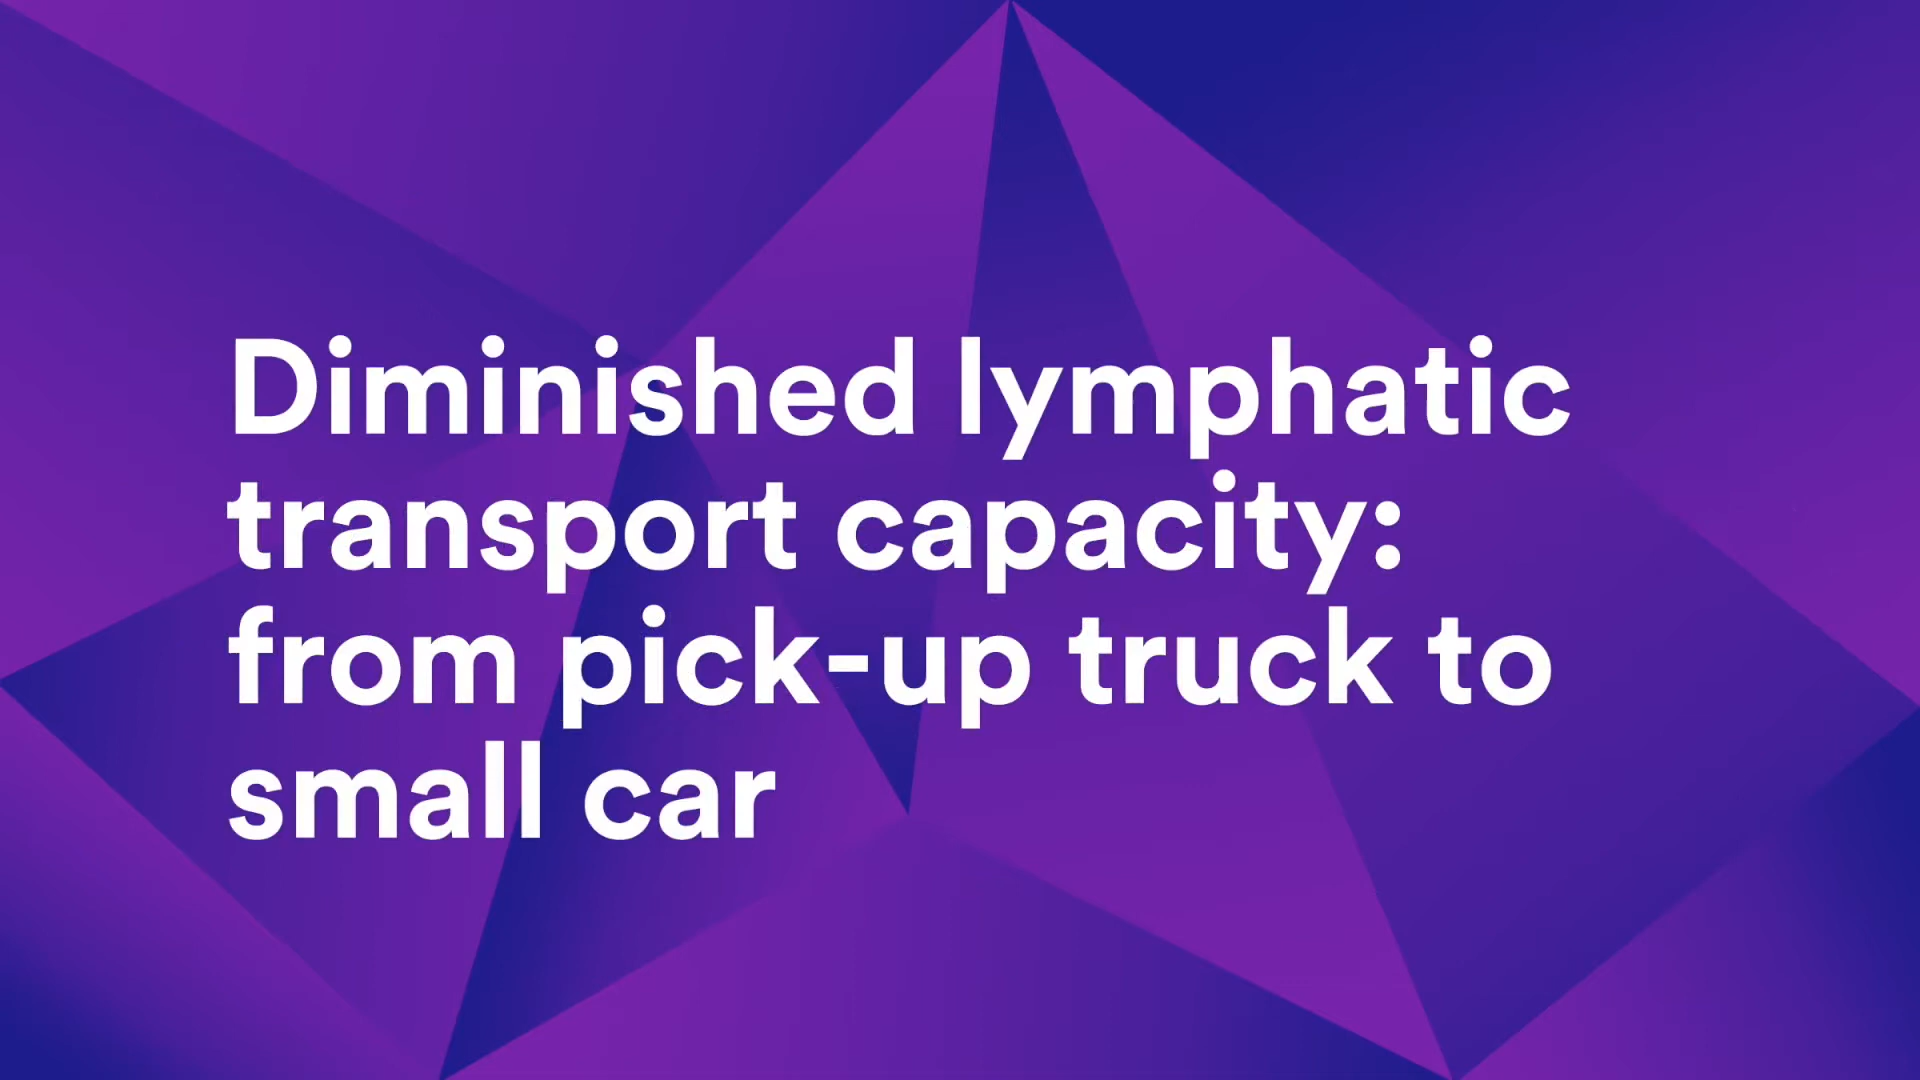 Diminished lymphatic
transport capacity:
from pick-up truck to
small car